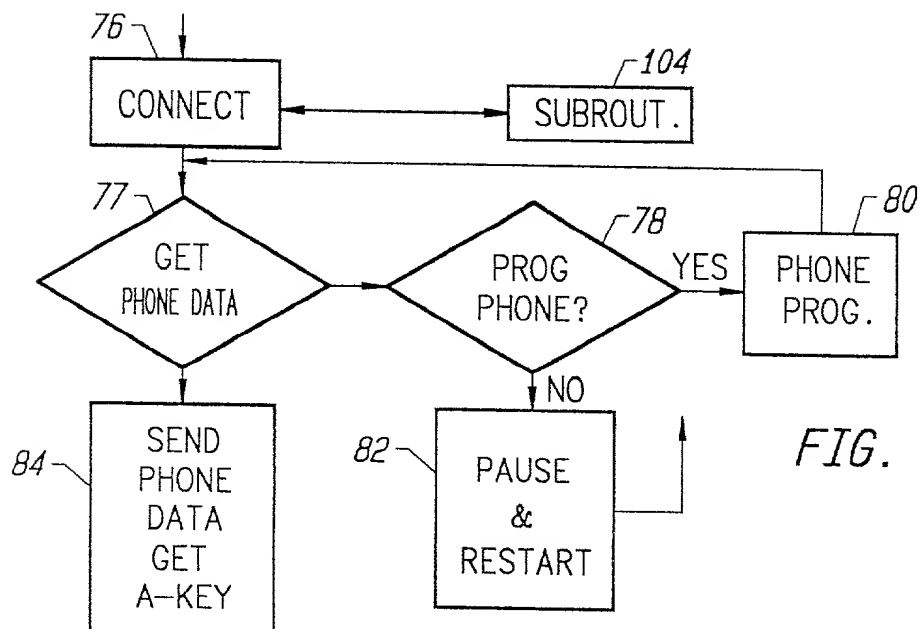 76
CONNECT
104
SUBROUT.
77
GET
PHONE DATA
78
PROG
PHONE?
YES
80
PHONE
PROG.
NO
84
SEND
PHONE
DATA
GET
A-KEY
82
PAUSE
&
RESTART
FIG.